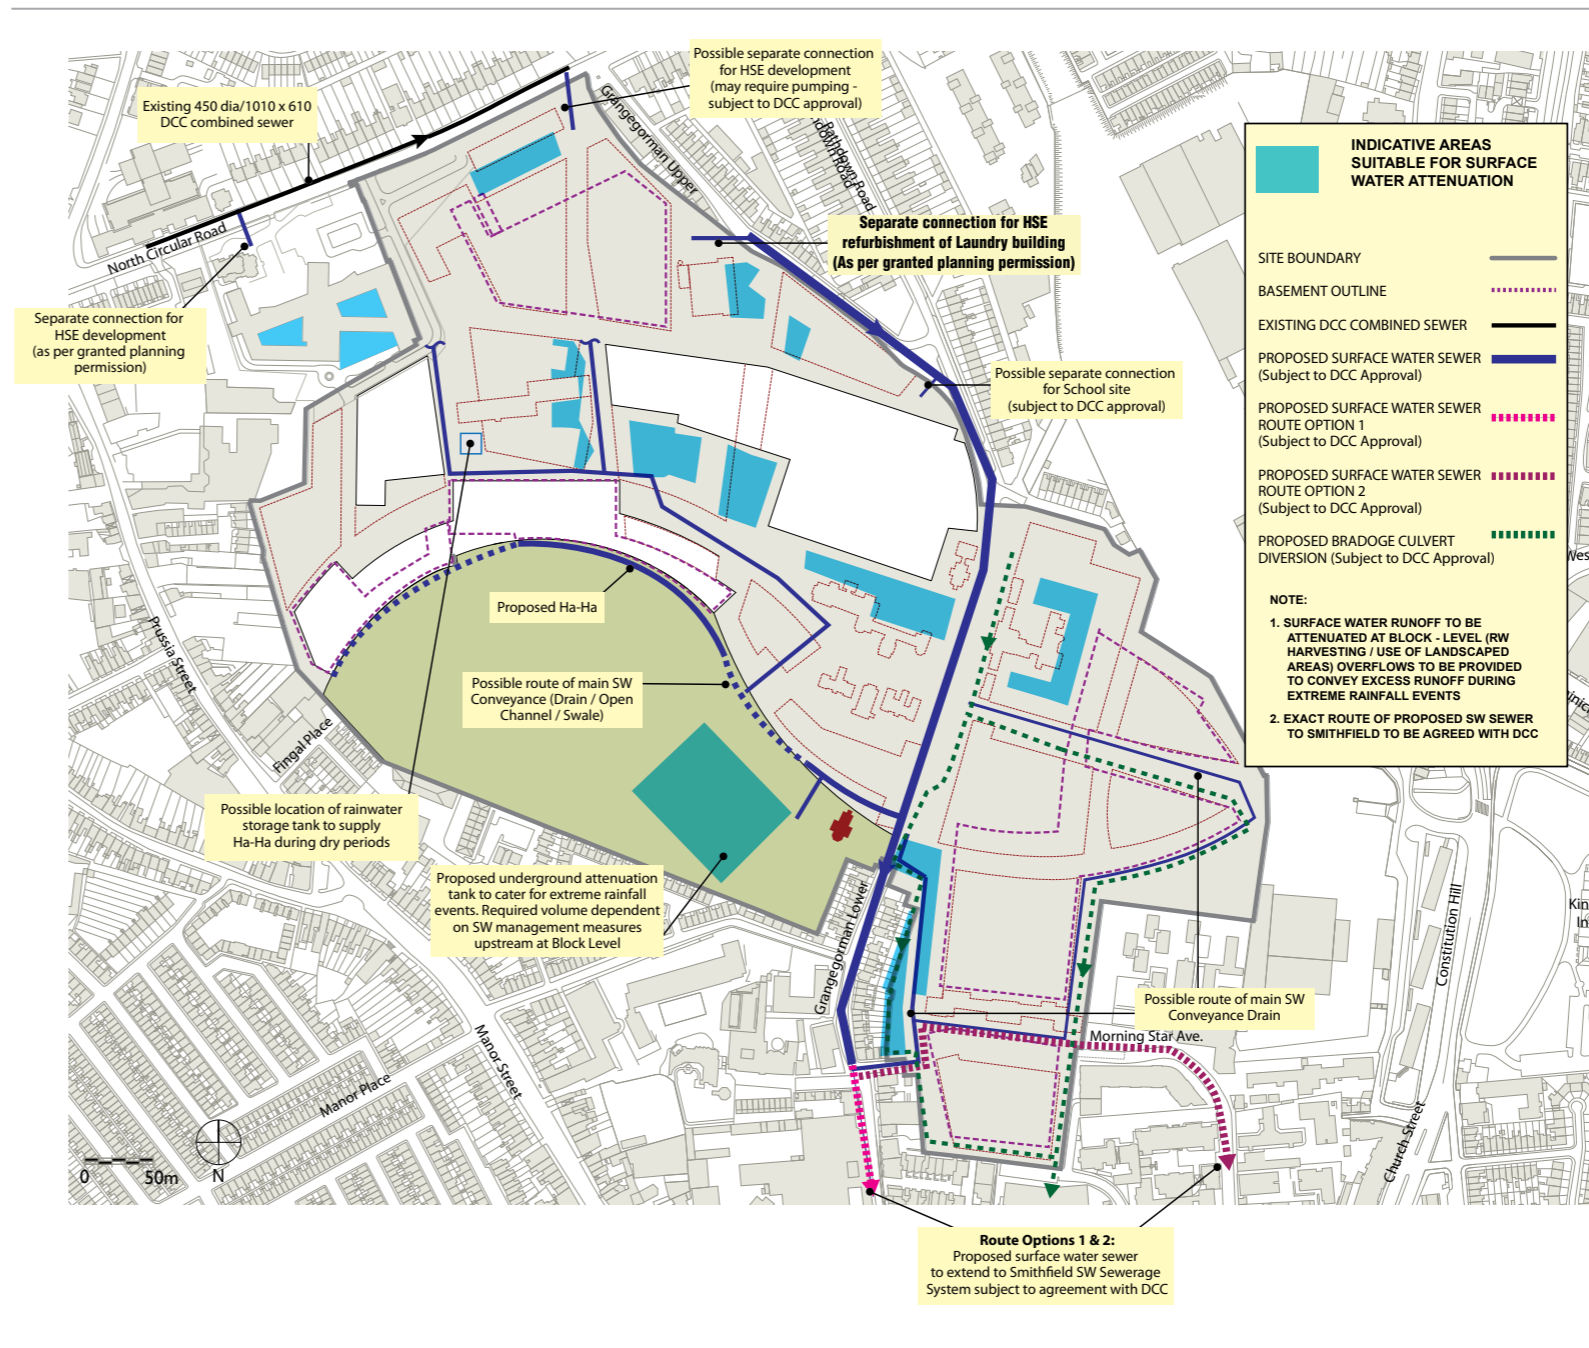 Possible separate connection
for HSE development
(may require pumping -
subject to DCC approval)
Existing 450 dia/1010 x 610
DCC combined sewer
Grangegorman Upper
Rathdown Road
North Circular Road
Separate connection for HSE
refurbishment of Laundry building
(As per granted planning permission)
Separate connection for
HSE development
(as per granted planning
permission)
Possible separate connection
for School site
(subject to DCC approval)
INDICATIVE AREAS
SUITABLE FOR SURFACE
WATER ATTENUATION
SITE BOUNDARY
BASEMENT OUTLINE
EXISTING DCC COMBINED SEWER
PROPOSED SURFACE WATER SEWER
(Subject to DCC Approval)
PROPOSED SURFACE WATER SEWER
ROUTE OPTION 1
(Subject to DCC Approval)
PROPOSED SURFACE WATER SEWER
ROUTE OPTION 2
(Subject to DCC Approval)
PROPOSED BRADOGE CULVERT
DIVERSION (Subject to DCC Approval)
NOTE:
1. SURFACE WATER RUNOFF TO BE
ATTENUATED AT BLOCK - LEVEL (RW
HARVESTING / USE OF LANDSCAPED
AREAS) OVERFLOWS TO BE PROVIDED
TO CONVEY EXCESS RUNOFF DURING
EXTREME RAINFALL EVENTS
2. EXACT ROUTE OF PROPOSED SW SEWER
TO SMITHFIELD TO BE AGREED WITH DCC
Proposed Ha-Ha
Prussia Street
Possible route of main SW
Conveyance (Drain / Open
Channel / Swale)
Fingal Place
Possible location of rainwater
storage tank to supply
Ha-Ha during dry periods
Proposed underground attenuation
tank to cater for extreme rainfall
events. Required volume dependent
on SW management measures
upstream at Block Level
Grangegorman Lower
Constitution Hill
Kin
In
Possible route of main SW
Conveyance Drain
Morning Star Ave.
Manor Street
Manor Place
Church Street
0 50m
N
Route Options 1 & 2:
Proposed surface water sewer
to extend to Smithfield SW Sewerage
System subject to agreement with DCC